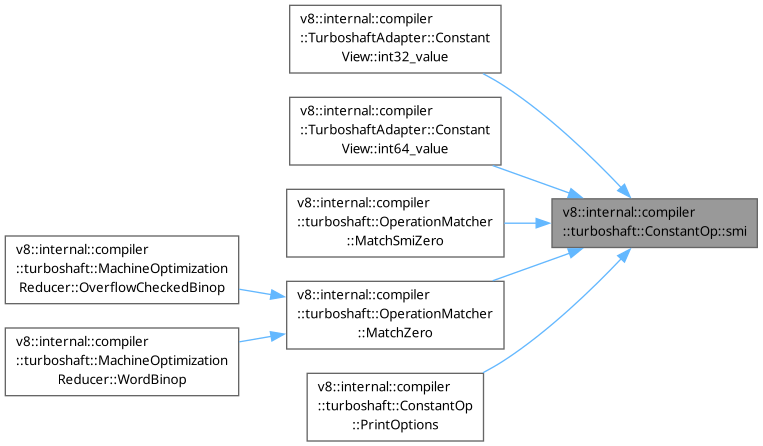 v8::internal::compiler
::TurboshaftAdapter::Constant
View::int32_value
v8::internal::compiler
::TurboshaftAdapter::Constant
View::int64_value
v8::internal::compiler
::turboshaft::OperationMatcher
::MatchSmiZero
v8::internal::compiler
::turboshaft::ConstantOp::smi
v8::internal::compiler
::turboshaft::MachineOptimization
Reducer::OverflowCheckedBinop
v8::internal::compiler
::turboshaft::OperationMatcher
::MatchZero
v8::internal::compiler
::turboshaft::MachineOptimization
Reducer::WordBinop
v8::internal::compiler
::turboshaft::ConstantOp
::PrintOptions